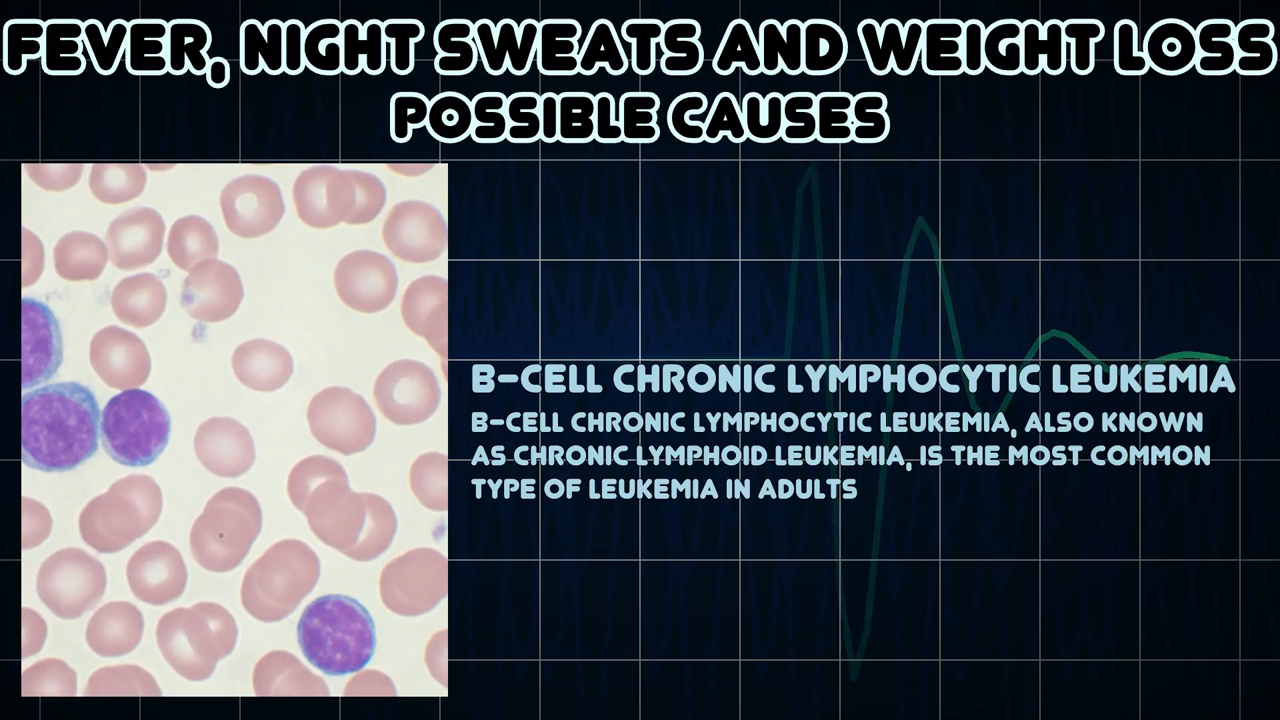 FEVER, NIGHT SWEATS AND WEIGHT LOSS
POSSIBLE CAUSES
B-CELL CHRONIC LYMPHOCYTIC LEUKEMIA
B-CELL CHRONIC LYMPHOCYTIC LEUKEMIA, ALSO KNOWN
AS CHRONIC LYMPHOID LEUKEMIA, IS THE MOST COMMON
TYPE OF LEUKEMIA IN ADULTS